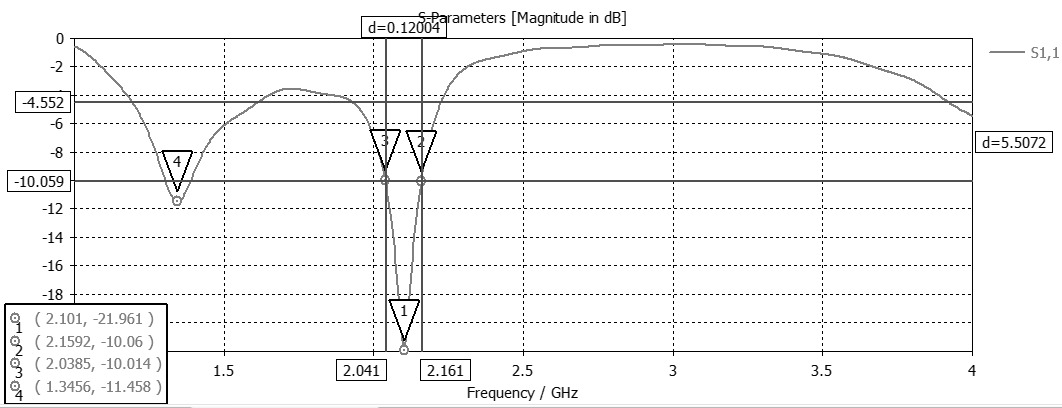 S-Parameters [Magnitude in dB]
d=0.12004
0
-2
-4.552
-6
-8
-10.059
-12
-14
-16
-18
S1,1
d=5.5072
3
2
4
1
1 ( 2.101, -21.961 )
2 ( 2.1592, -10.06 )
3 ( 2.0385, -10.014 )
4 ( 1.3456, -11.458 )
1.5
2.041
2.161
2.5
3
3.5
4
Frequency / GHz